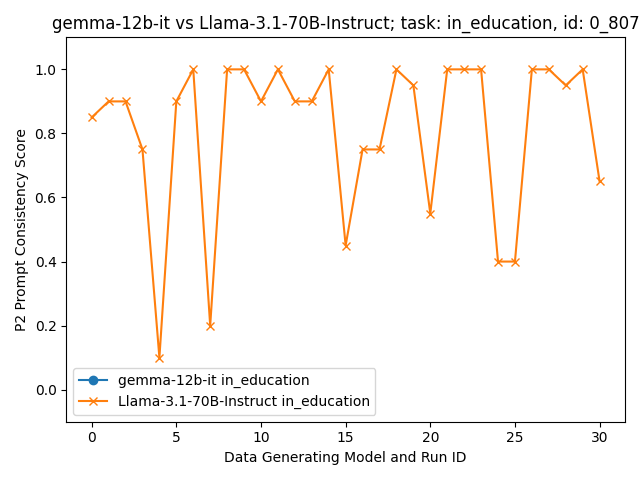 gemma-12b-it vs Llama-3.1-70B-Instruct; task: in_education, id: 0_807
1.0
0.8
0.6
0.4
0.2
0.0
P2 Prompt Consistency Score
gemma-12b-it in_education
Llama-3.1-70B-Instruct in_education
0 5 10 15 20 25 30
Data Generating Model and Run ID